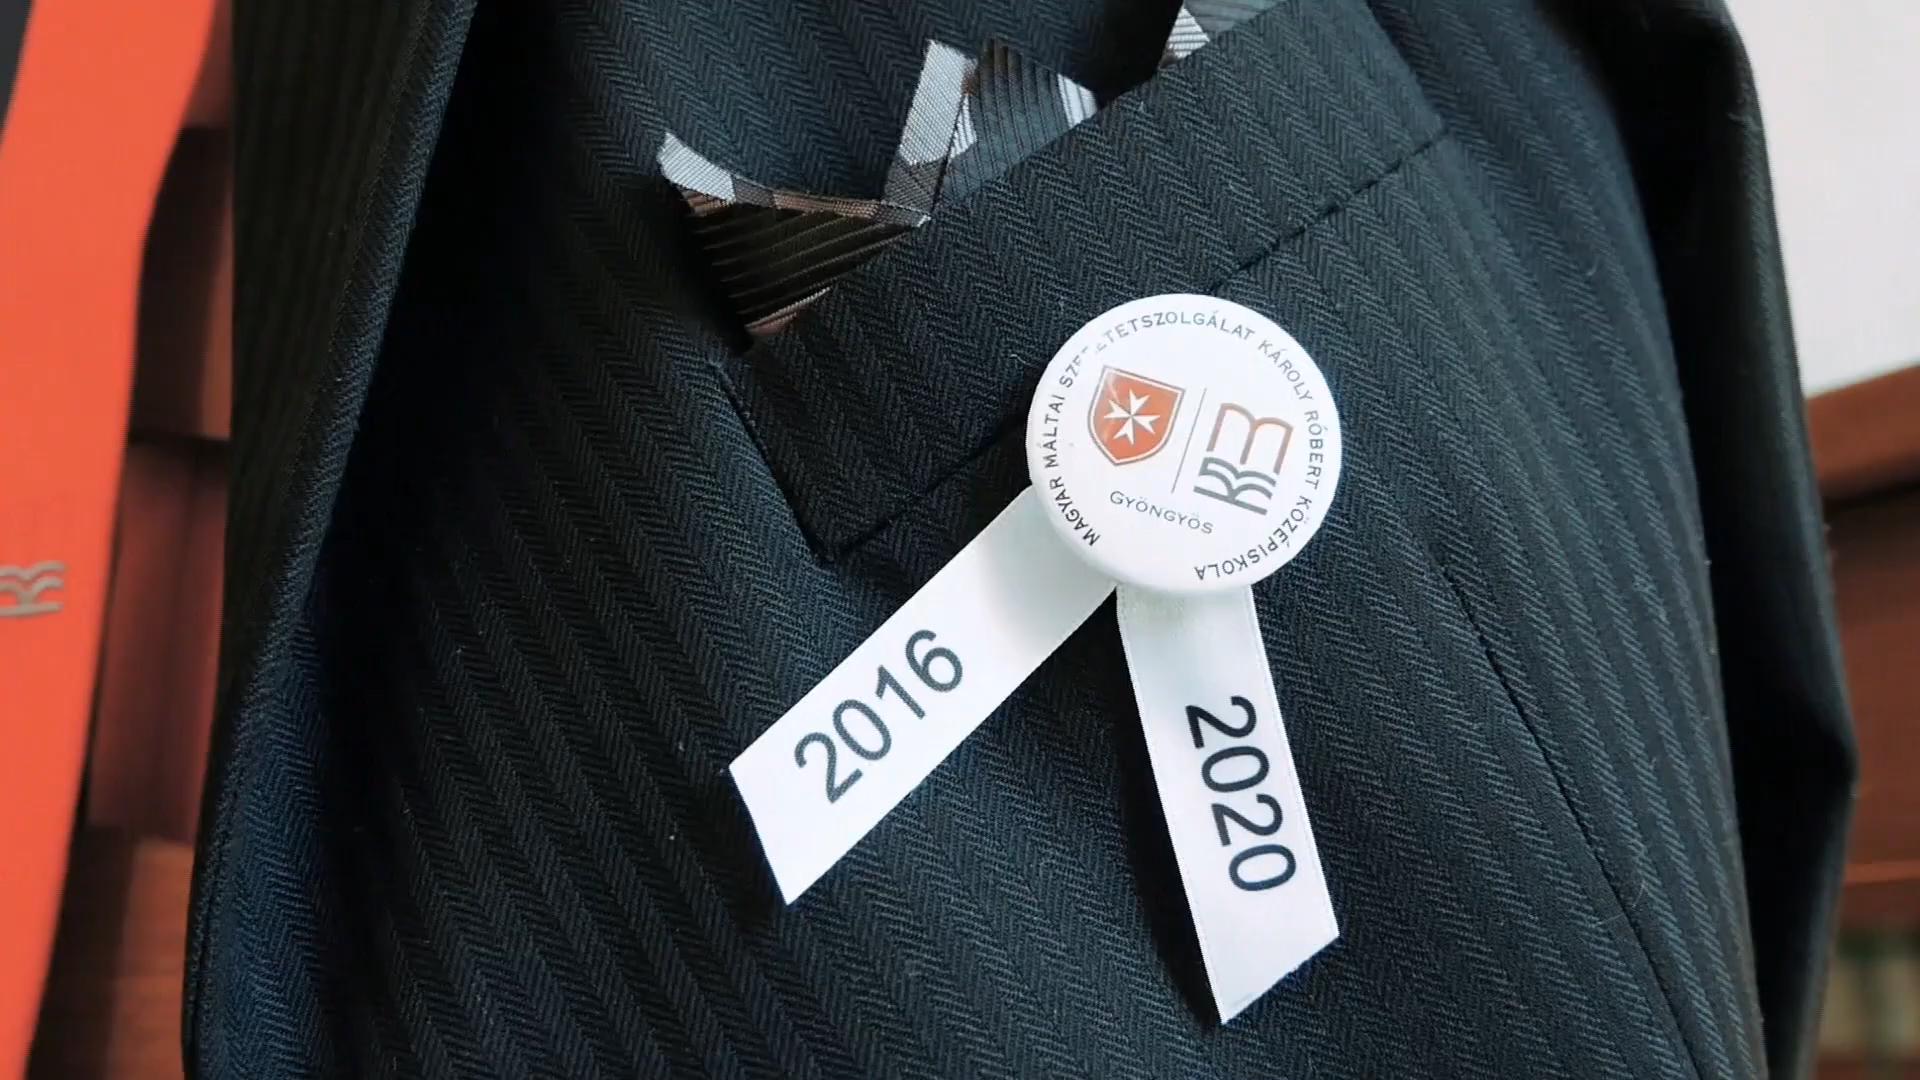 MAGYAR MÁLTAI SZERETETSZOLGÁLAT KÁROLY RÓBERT KÖZÉPISKOLA
GYÖNGYÖS
2016
2020